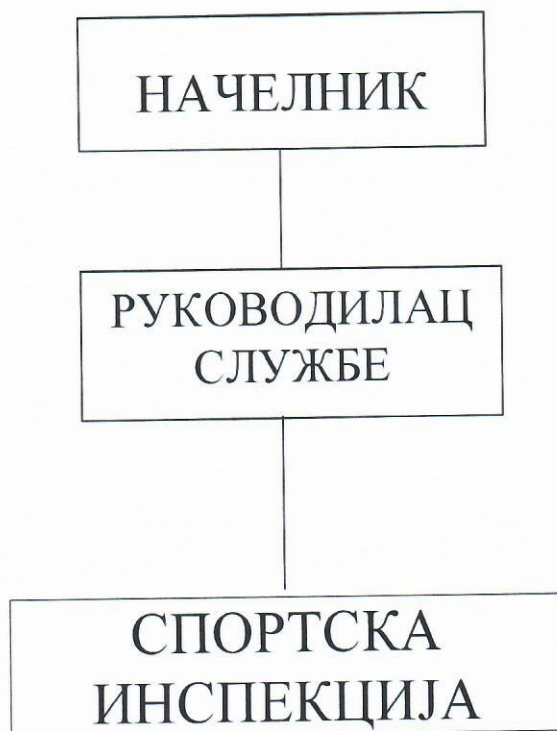 НАЧЕЛНИК
РУКОВОДИЛАЦ
СЛУЖБЕ
СПОРТСКА
ИНСПЕКЦИЈА